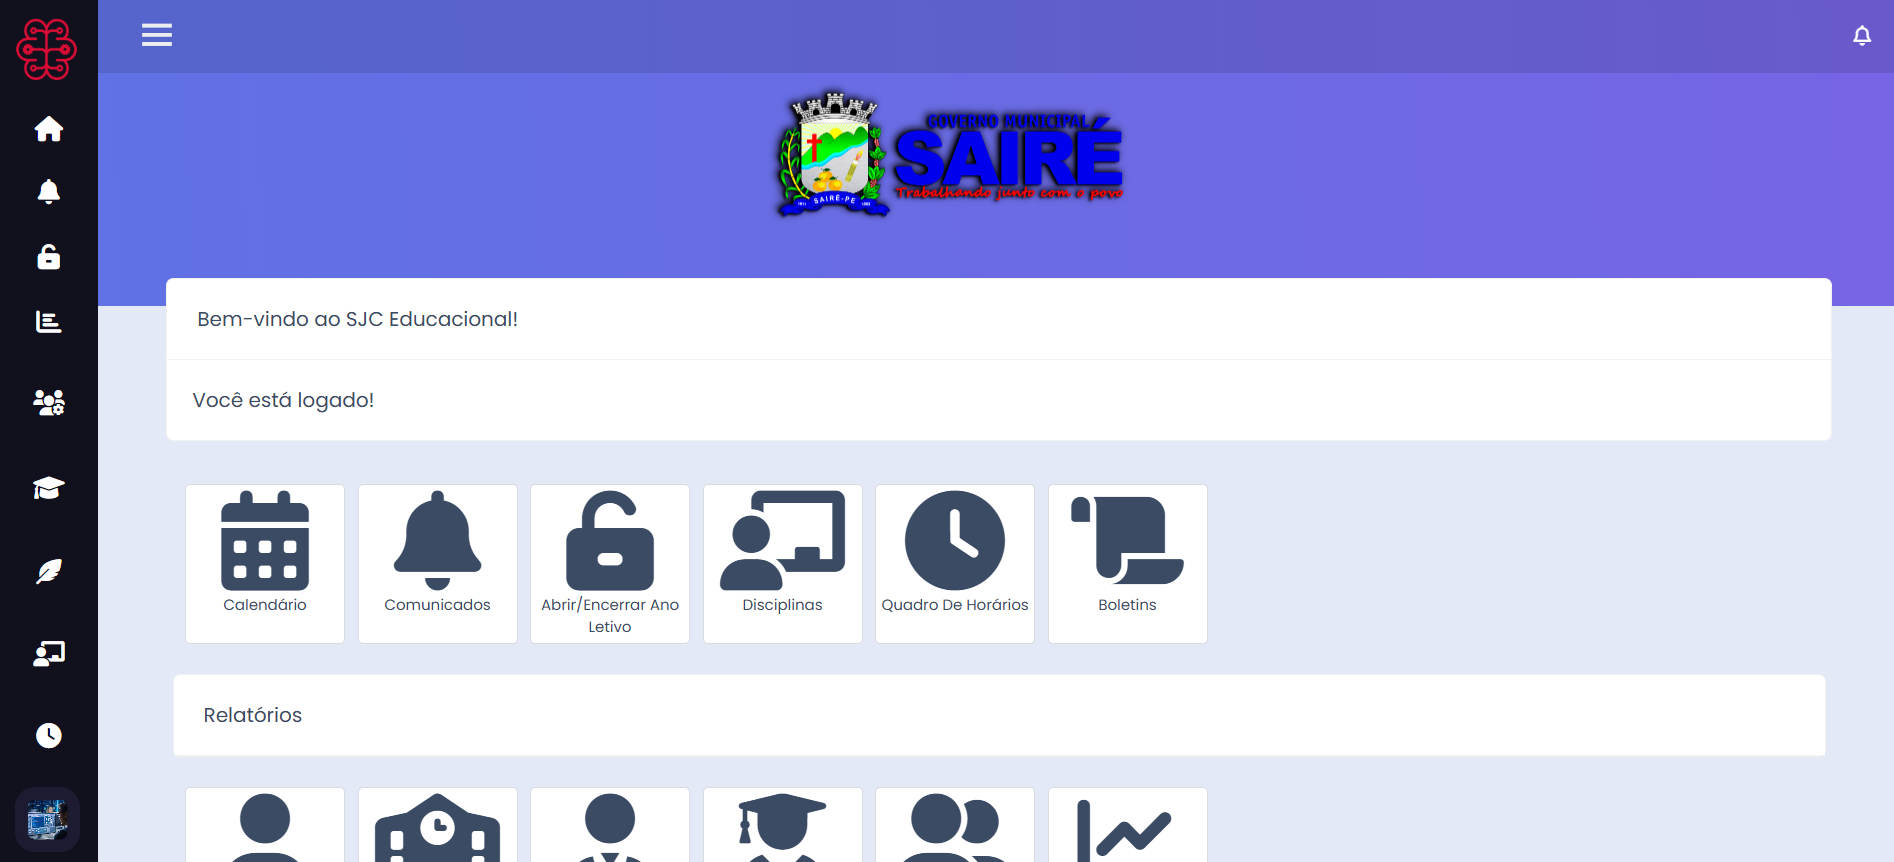 GOVERNO MUNICIPAL
SAIRÉ
Trabalhando junto com o povo
SAIRÉ-PE
Bem-vindo ao SJC Educacional!
Você está logado!
Calendário
Comunicados
Abrir/Encerrar Ano
Letivo
Disciplinas
Quadro De Horários
Boletins
Relatórios